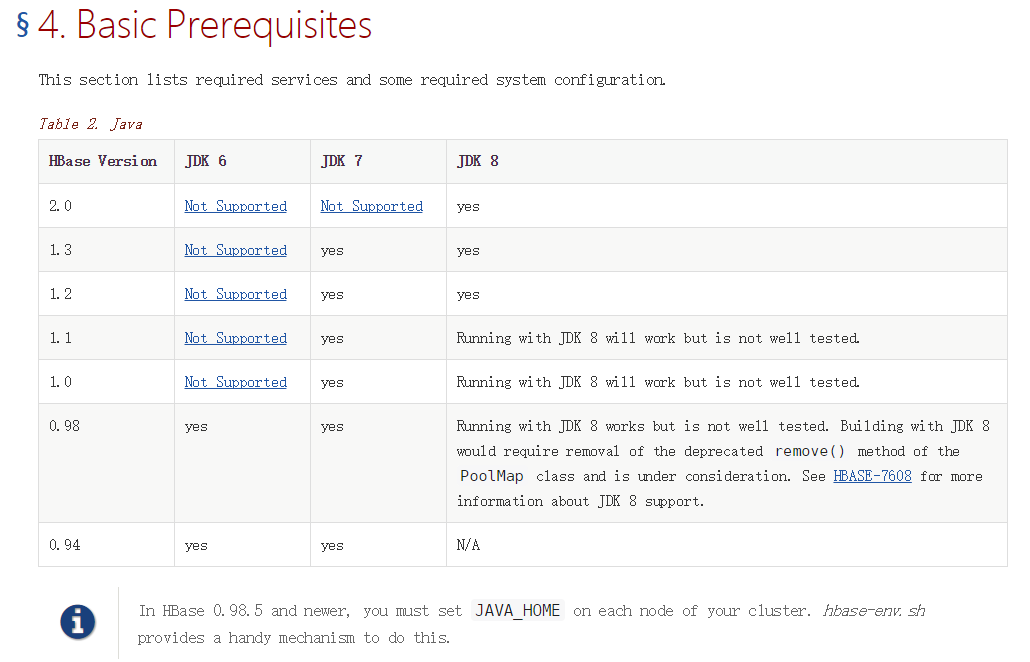 § 4. Basic Prerequisites
This section lists required services and some required system configuration.
Table 2. Java
HBase Version JDK 6 JDK 7 JDK 8
2.0 Not Supported Not Supported yes
1.3 Not Supported yes yes
1.2 Not Supported yes yes
1.1 Not Supported yes Running with JDK 8 will work but is not well tested.
1.0 Not Supported yes Running with JDK 8 will work but is not well tested.
0.98 yes yes Running with JDK 8 works but is not well tested. Building with JDK 8
would require removal of the deprecated remove() method of the
PoolMap class and is under consideration. See HBASE-7608 for more
information about JDK 8 support.
0.94 yes yes N/A
In HBase 0.98.5 and newer, you must set JAVA_HOME on each node of your cluster. hbase-env.sh
provides a handy mechanism to do this.